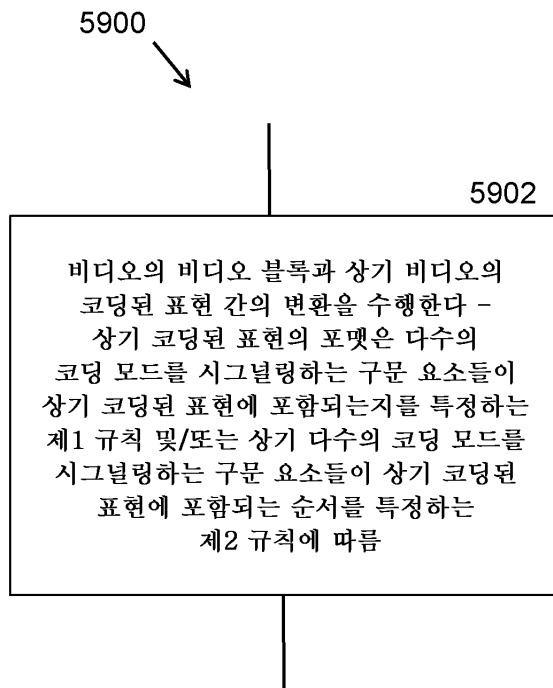 5900
5902
비디오의 비디오 블록과 상기 비디오의
코딩된 표현 간의 변환을 수행한다 -
상기 코딩된 표현의 포맷은 다수의
코딩 모드를 시그널링하는 구문 요소들이
상기 코딩된 표현에 포함되는지를 특정하는
제1 규칙 및/또는 상기 다수의 코딩 모드를
시그널링하는 구문 요소들이 상기 코딩된
표현에 포함되는 순서를 특정하는
제2 규칙에 따름